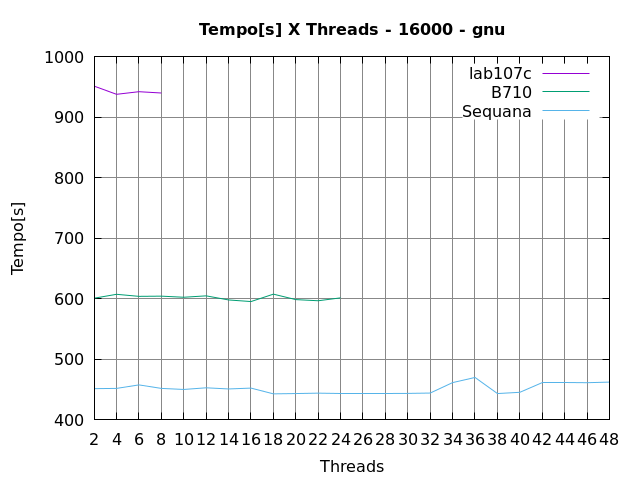 Tempo[s] X Threads - 16000 - gnu
1000
900
800
700
600
500
400
Tempo[s]
lab107c
B710
Sequana
2 4 6 8 10 12 14 16 18 20 22 24 26 28 30 32 34 36 38 40 42 44 46 48
Threads